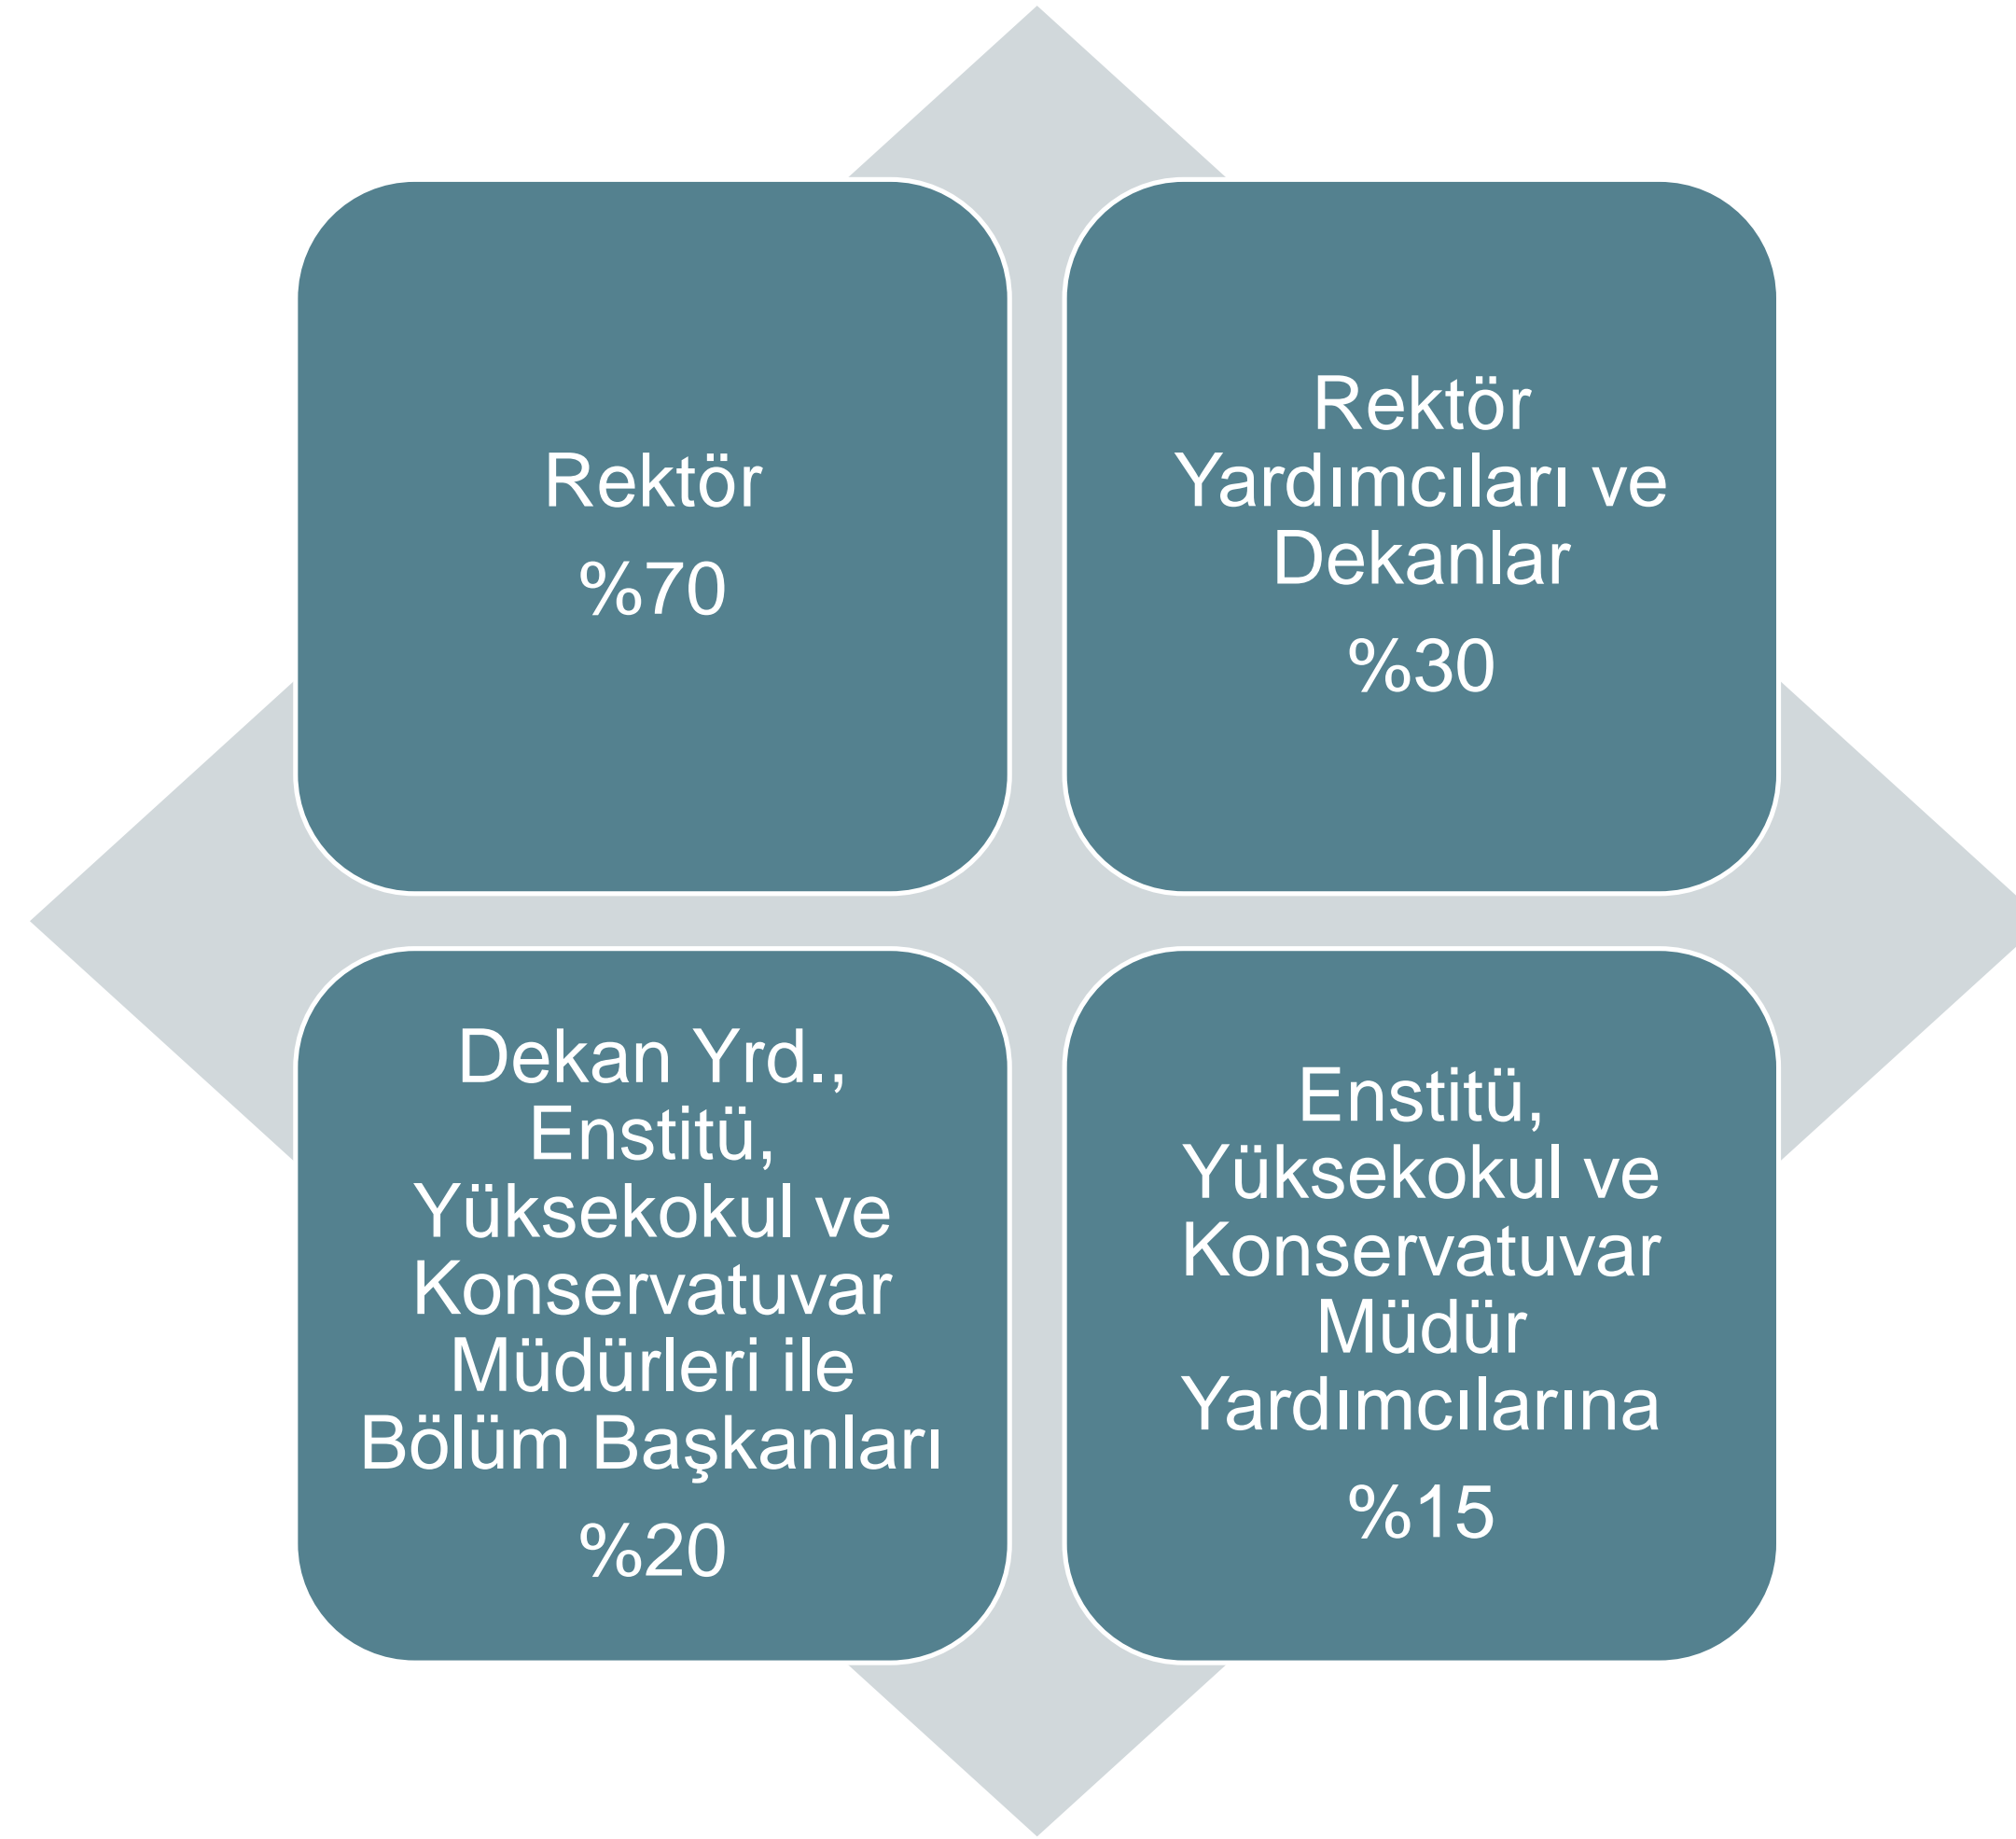 Rektör
%70
Rektör
Yardımcıları ve
Dekanlar
%30
Dekan Yrd.,
Enstitü,
Yüksekokul ve
Konservatuvar
Müdürleri ile
Bölüm Başkanları
%20
Enstitü,
Yüksekokul ve
Konservatuvar
Müdür
Yardımcılarına
%15